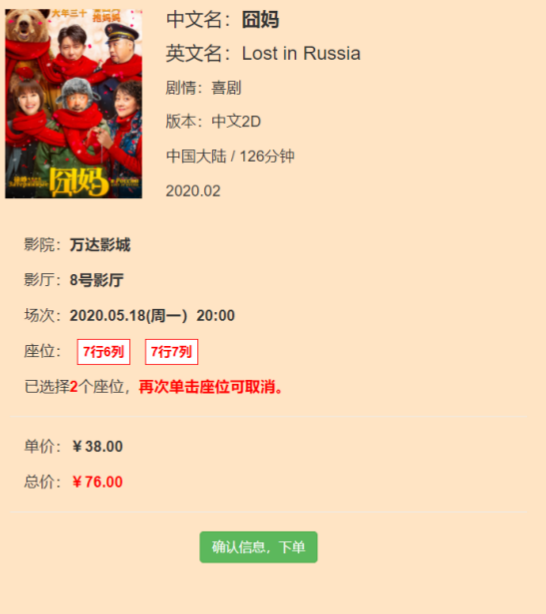 大年三十
囧妈
中文名：囧妈
英文名：Lost in Russia
剧情：喜剧
版本：中文2D
中国大陆 / 126分钟
2020.02
影院：万达影城
影厅：8号影厅
场次：2020.05.18(周一) 20:00
座位： 7行6列 7行7列
已选择2个座位，再次单击座位可取消。
单价：￥38.00
总价：￥76.00
确认信息，下单